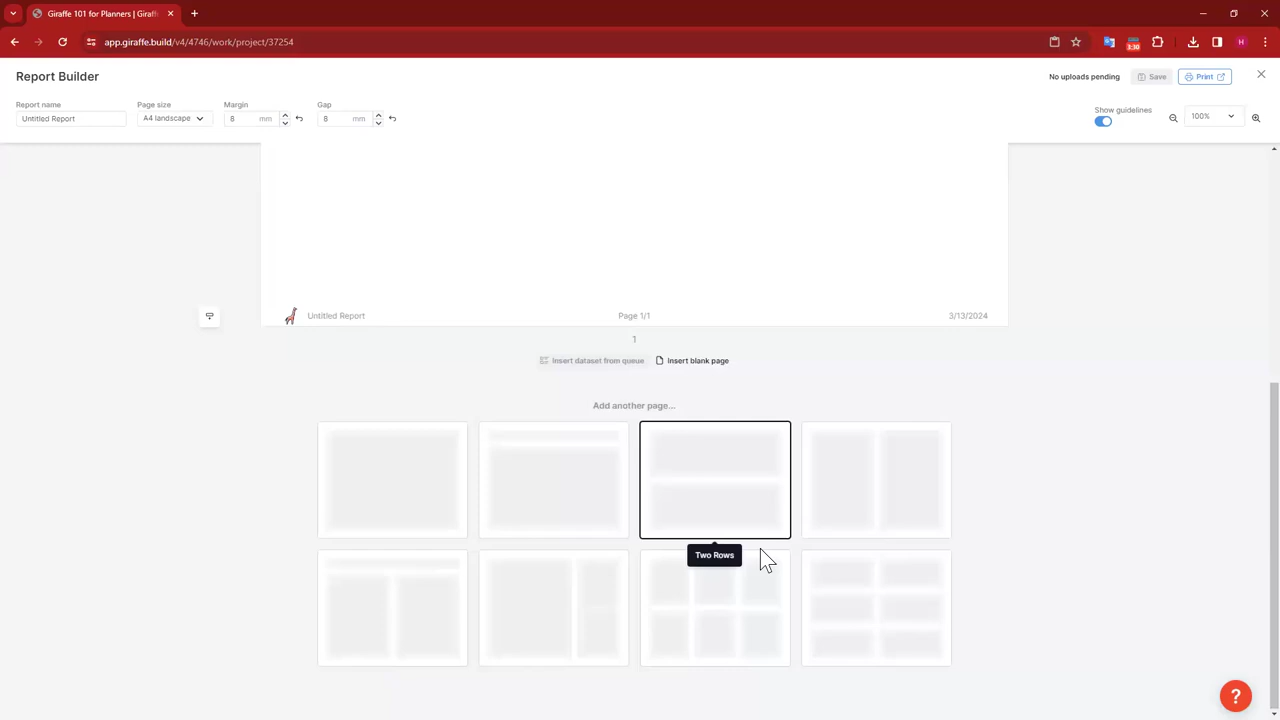 Giraffe 101 for Planners | Giraff
app.giraffe.build/v4/4746/work/project/37254
3:30
H
Report Builder
No uploads pending
Save
Print
Report name
Page size
Margin
Gap
Show guidelines
Untitled Report
A4 landscape
8 mm
8 mm
100%
Untitled Report
Page 1/1
3/13/2024
1
Insert dataset from queue
Insert blank page
Add another page...
Two Rows
?